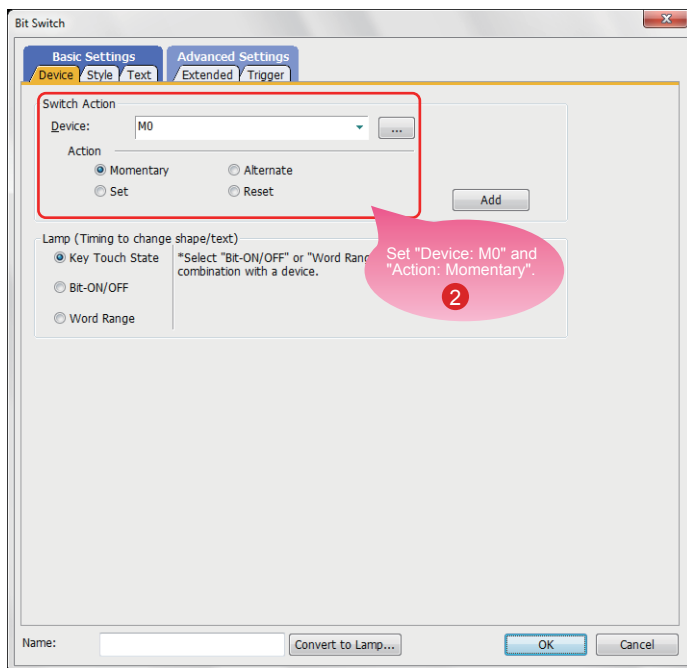 Bit Switch
Basic Settings
Advanced Settings
Device
Style
Text
Extended
Trigger
Switch Action
Device:
M0
...
Action
Momentary
Alternate
Set
Reset
Add
Lamp (Timing to change shape/text)
Key Touch State
*Select "Bit-ON/OFF" or "Word
combination with a device.
Bit-ON/OFF
Word Range
Set "Device: M0" and
"Action: Momentary".
2
Name:
Convert to Lamp...
OK
Cancel